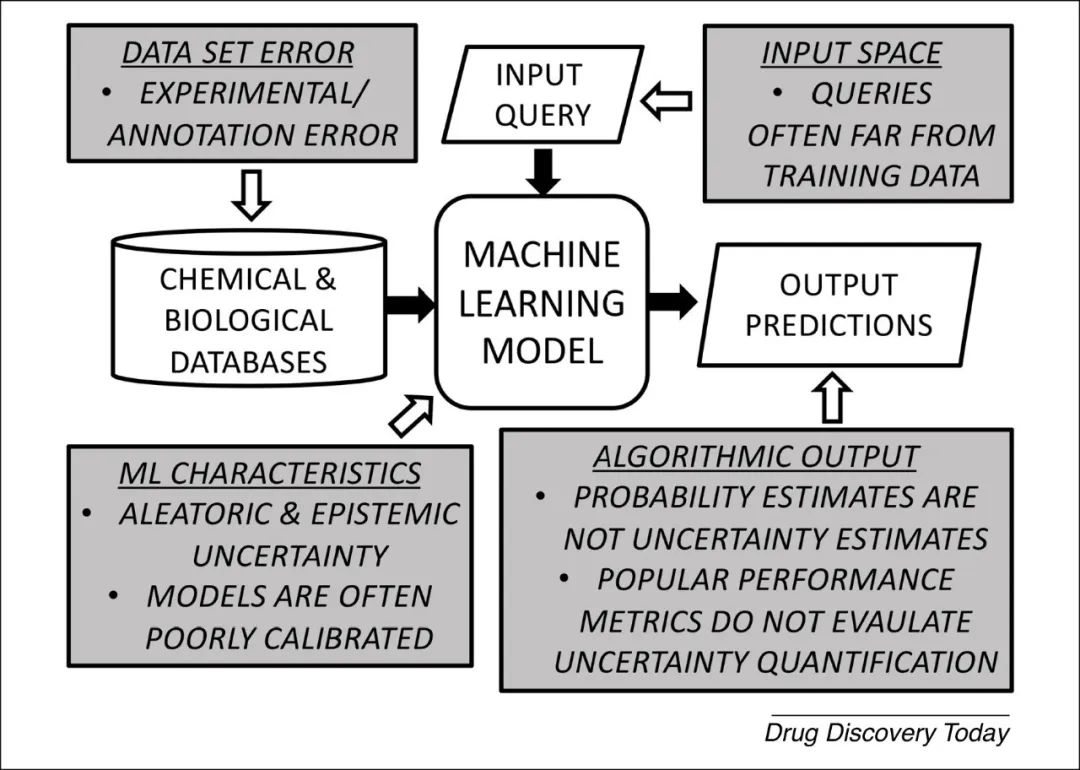 DATA SET ERROR
• EXPERIMENTAL/
ANNOTATION ERROR
INPUT
QUERY
INPUT SPACE
• QUERIES
OFTEN FAR FROM
TRAINING DATA
CHEMICAL &
BIOLOGICAL
DATABASES
MACHINE
LEARNING
MODEL
OUTPUT
PREDICTIONS
ML CHARACTERISTICS
• ALEATORIC & EPISTEMIC
UNCERTAINTY
• MODELS ARE OFTEN
POORLY CALIBRATED
ALGORITHMIC OUTPUT
• PROBABILITY ESTIMATES ARE
NOT UNCERTAINTY ESTIMATES
• POPULAR PERFORMANCE
METRICS DO NOT EVAULATE
UNCERTAINTY QUANTIFICATION
Drug Discovery Today